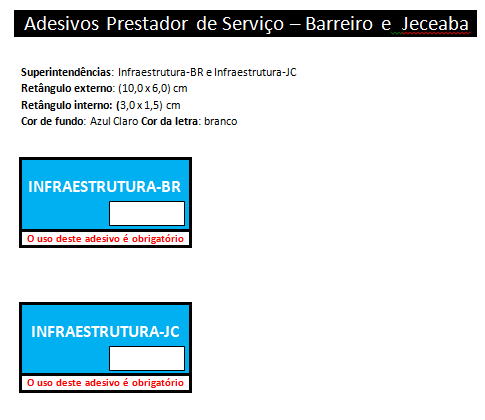 Adesivos Prestador de Serviço – Barreiro e Jeceaba
Superintendências: Infraestrutura-BR e Infraestrutura-JC
Retângulo externo: (10,0 x 6,0) cm
Retângulo interno: (3,0 x 1,5) cm
Cor de fundo: Azul Claro Cor da letra: branco
INFRAESTRUTURA-BR
O uso deste adesivo é obrigatório
INFRAESTRUTURA-JC
O uso deste adesivo é obrigatório